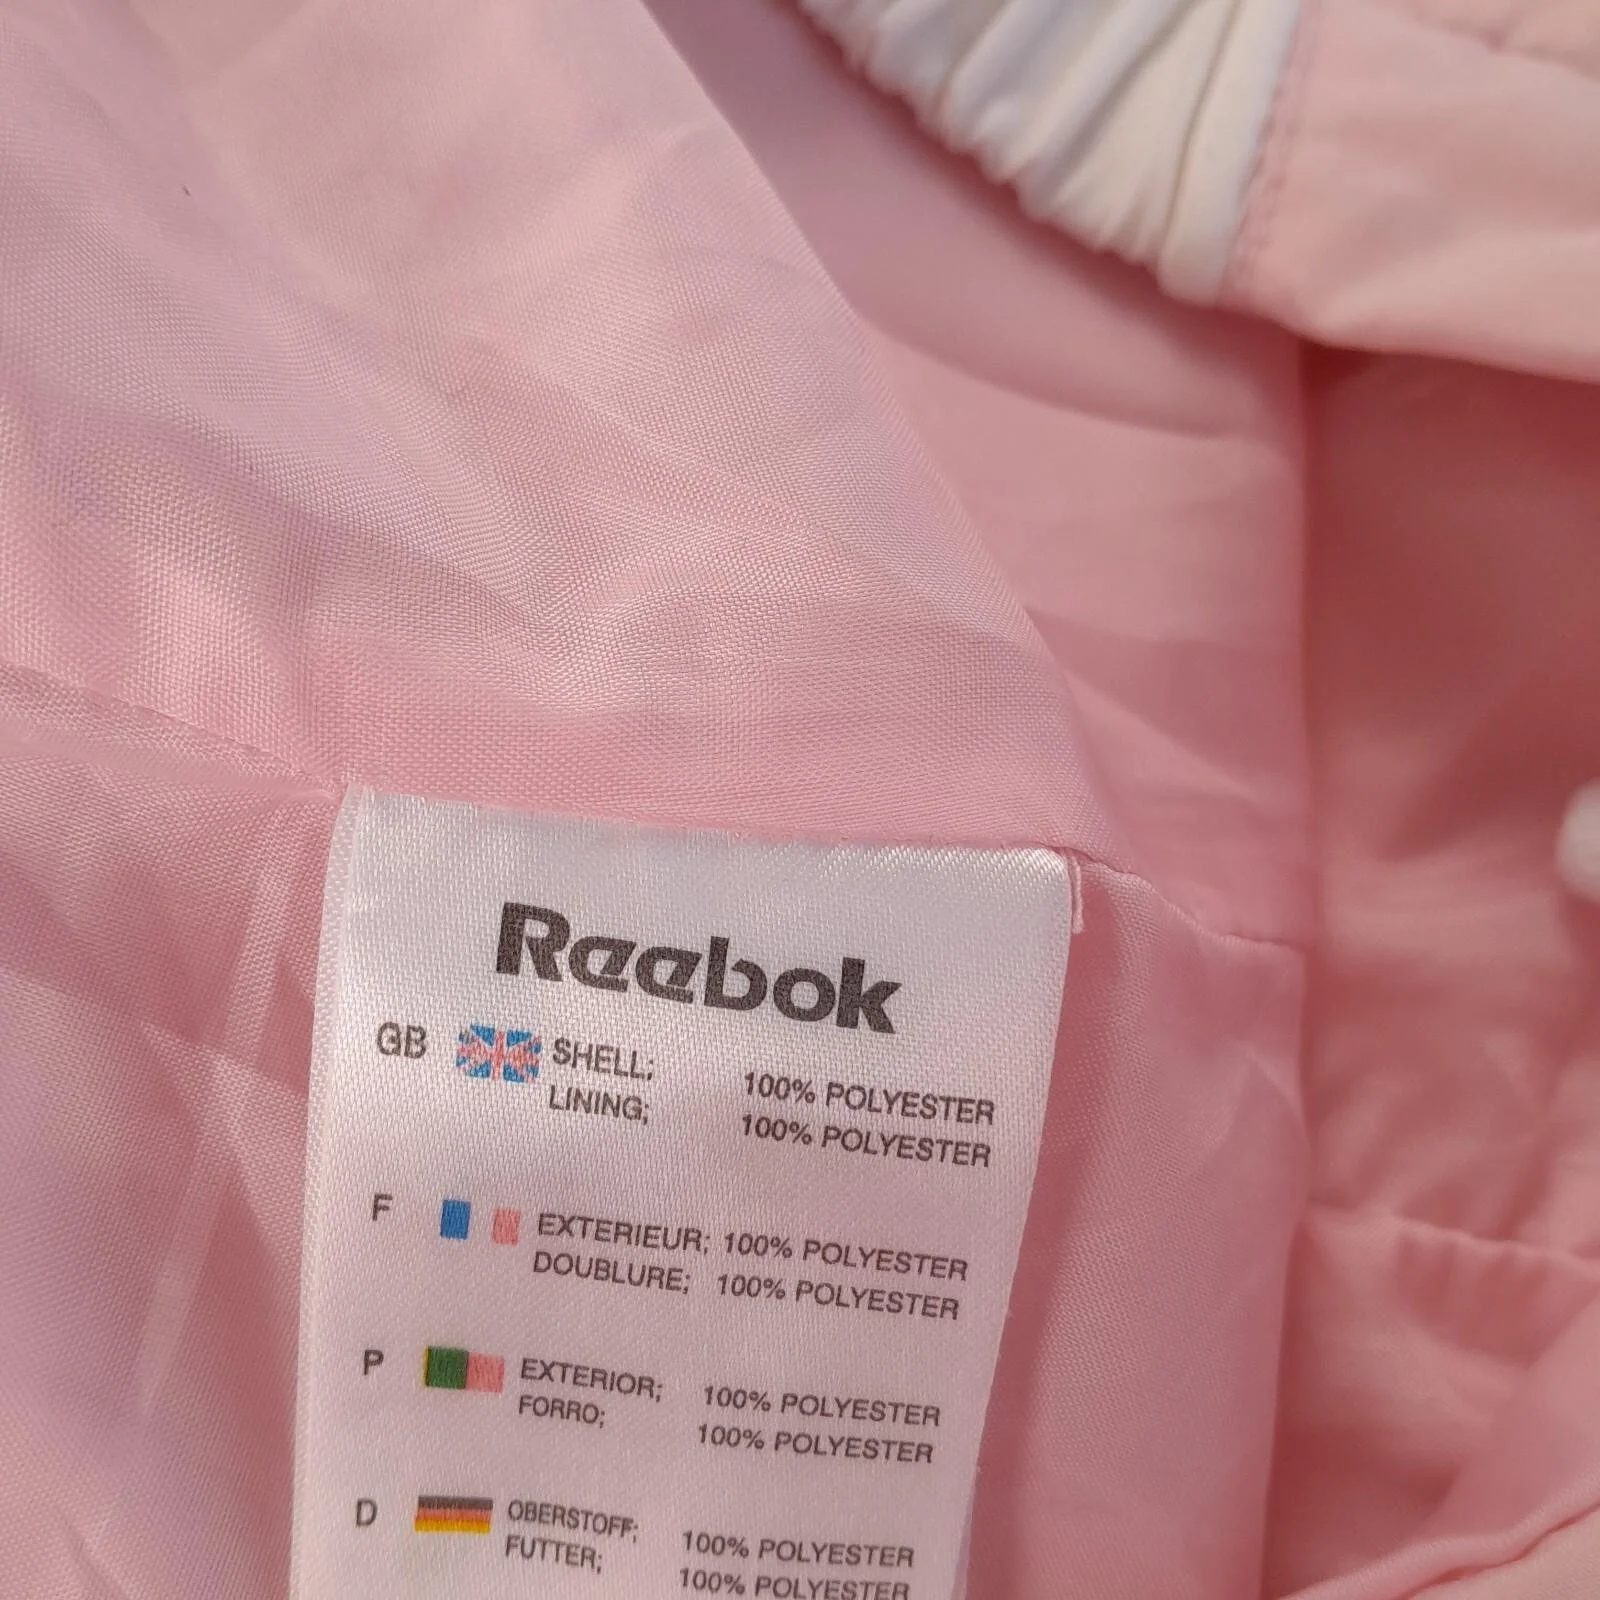 Reebok
GB SHELL; 100% POLYESTER
LINING; 100% POLYESTER
F EXTERIEUR; 100% POLYESTER
DOUBLURE; 100% POLYESTER
P EXTERIOR; 100% POLYESTER
FORRO; 100% POLYESTER
D OBERSTOFF; 100% POLYESTER
FUTTER; 100% POLYESTER